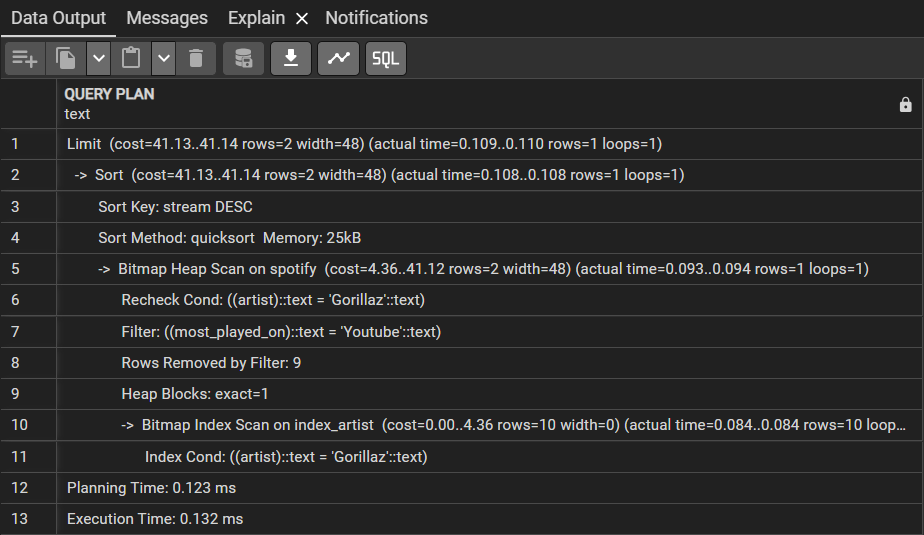 Data Output Messages Explain Notifications
SQL
QUERY PLAN
text
1 Limit (cost=41.13..41.14 rows=2 width=48) (actual time=0.109..0.110 rows=1 loops=1)
2 -> Sort (cost=41.13..41.14 rows=2 width=48) (actual time=0.108..0.108 rows=1 loops=1)
3 Sort Key: stream DESC
4 Sort Method: quicksort Memory: 25kB
5 -> Bitmap Heap Scan on spotify (cost=4.36..41.12 rows=2 width=48) (actual time=0.093..0.094 rows=1 loops=1)
6 Recheck Cond: ((artist)::text = 'Gorillaz'::text)
7 Filter: ((most_played_on)::text = 'Youtube'::text)
8 Rows Removed by Filter: 9
9 Heap Blocks: exact=1
10 -> Bitmap Index Scan on index_artist (cost=0.00..4.36 rows=10 width=0) (actual time=0.084..0.084 rows=10 loop...
11 Index Cond: ((artist)::text = 'Gorillaz'::text)
12 Planning Time: 0.123 ms
13 Execution Time: 0.132 ms